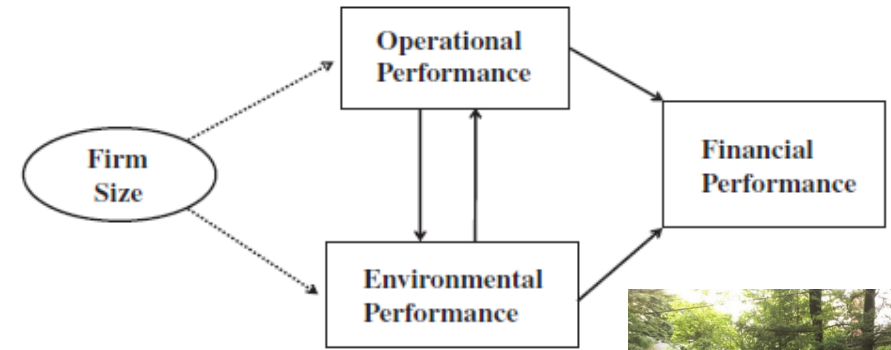 Operational
Performance
Firm
Size
Financial
Performance
Environmental
Performance